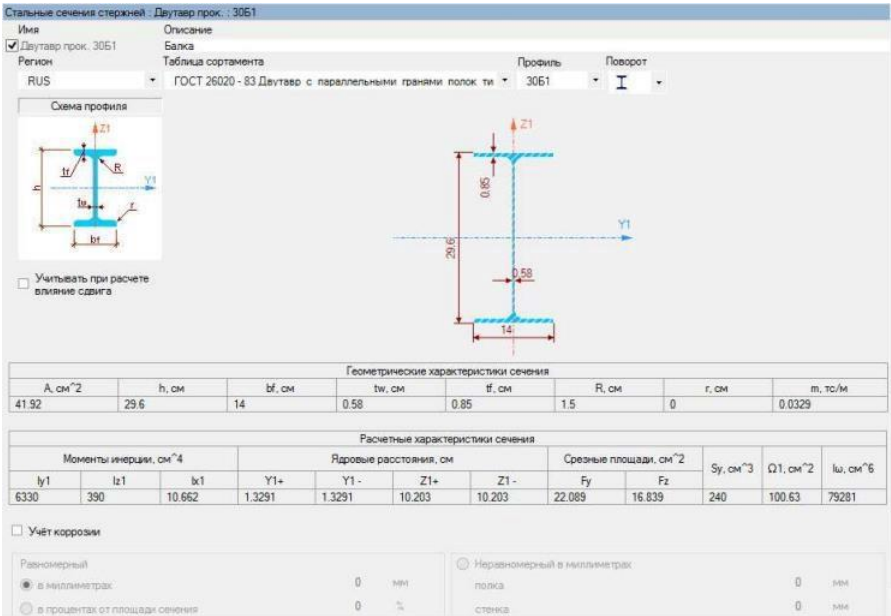 Стальные сечения стержней : Двутавр прок. : 30Б1
Имя Описание
Двутавр прок. 30Б1 Балка
Регион Таблица сортамента Профиль Поворот
RUS ГОСТ 26020 - 83 Двутавр с параллельными гранями полок ти 30Б1
Схема профиля
Z1
tf
R
Y1
h
tw
r
bf
Z1
0.85
Y1
29.6
0.58
14
Учитывать при расчете
влияние сдвига
Геометрические характеристики сечения
A, см^2 h, см bf, см tw, см tf, см R, см r, см m, тс/м
41.92 29.6 14 0.58 0.85 1.5 0 0.0329
Расчетные характеристики сечения
Моменты инерции, см^4 Ядровые расстояния, см Срезные площади, см^2 Sy, см^3 Ω1, см^2 Iω, см^6
Iy1 Iz1 Ix1 Y1+ Y1 - Z1+ Z1 - Fy Fz
6330 390 10.662 1.3291 1.3291 10.203 10.203 22.089 16.839 240 100.63 79281
Учёт коррозии
Равномерный Неравномерный в миллиметрах
в миллиметрах 0 мм полка 0 мм
в процентах от площади сечения 0 % стенка 0 мм